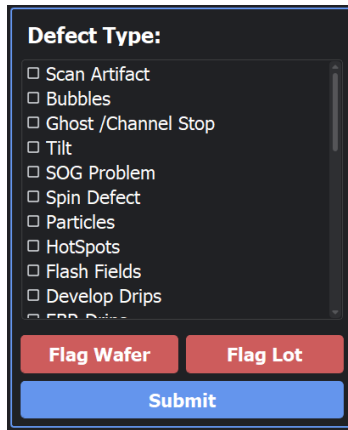 Defect Type:
Scan Artifact
Bubbles
Ghost /Channel Stop
Tilt
SOG Problem
Spin Defect
Particles
HotSpots
Flash Fields
Develop Drips
Flag Wafer Flag Lot
Submit